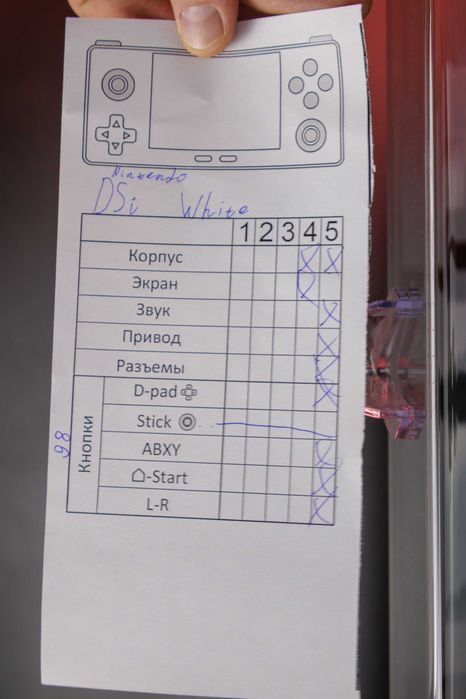 Nintendo
DSi White
1 2 3 4 5
Корпус X X
Экран X
Звук X
Привод X
Разъемы X
Кнопки
D-pad X
Stick
ABXY X
-Start X
L-R X
98